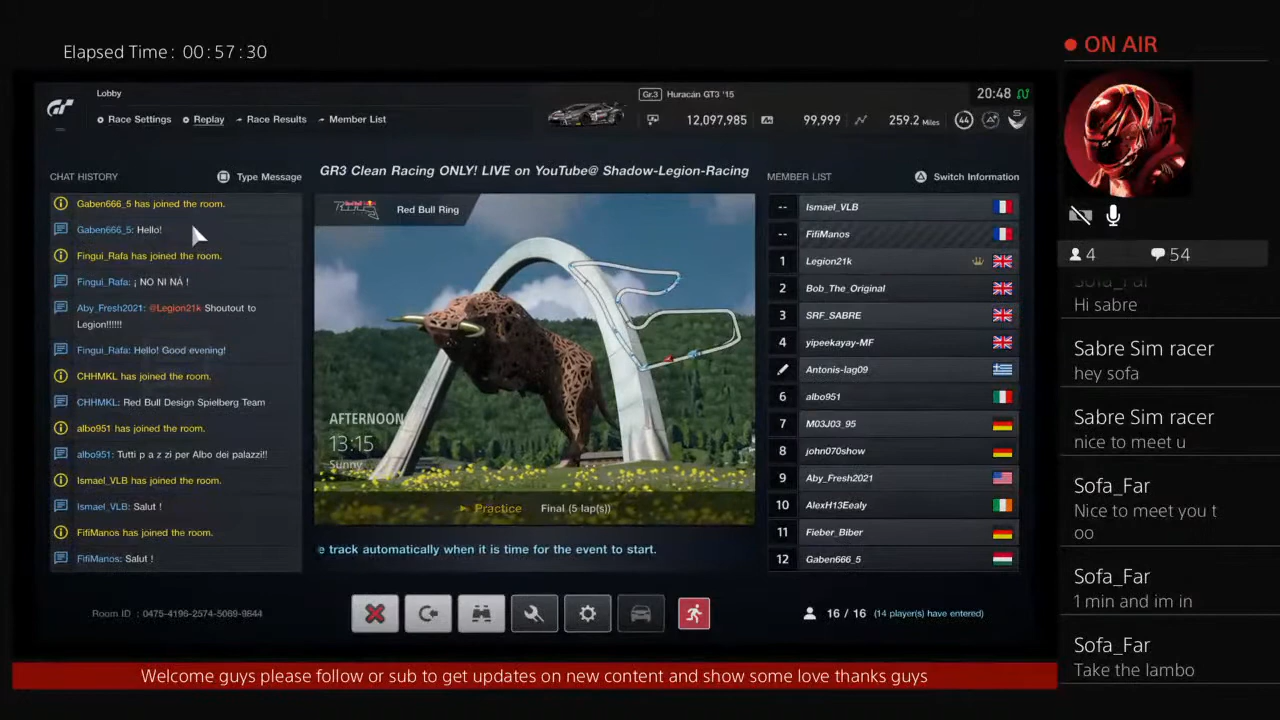 Elapsed Time: 00:57:30
ON AIR
Lobby
Gr.3 Huracán GT3 '15
20:48
Race Settings
Replay
Race Results
Member List
12,097,985
99,999
259.2 Miles
44
CHAT HISTORY
Type Message
GR3 Clean Racing ONLY! LIVE on YouTube@ Shadow-Legion-Racing
MEMBER LIST
Switch Information
Gaben666_5 has joined the room.
Gaben666_5: Hello!
Fingui_Rafa has joined the room.
Fingui_Rafa: ¡ NO NI NÁ !
Aby_Fresh2021: @Legion21k Shoutout to
Legion!!!!!!
Fingui_Rafa: Hello! Good evening!
CHHMKL has joined the room.
CHHMKL: Red Bull Design Spielberg Team
albo951 has joined the room.
albo951: Tutti p a z zi per Albo dei palazzi!!
Ismael_VLB has joined the room.
Ismael_VLB: Salut !
FifiManos has joined the room.
FifiManos: Salut !
Red Bull Ring
AFTERNOON
13:15
Sunny
Practice Final (5 lap(s))
e track automatically when it is time for the event to start.
-- Ismael_VLB
-- FifiManos
1 Legion21k
2 Bob_The_Original
3 SRF_SABRE
4 yipeekayay-MF
Antonis-lag09
6 albo951
7 M03J03_95
8 john070show
9 Aby_Fresh2021
10 AlexH13Ealy
11 Fieber_Biber
12 Gaben666_5
Room ID : 0475-4196-2574-5069-9644
16 / 16 (14 player(s) have entered)
Welcome guys please follow or sub to get updates on new content and show some love thanks guys
4
54
Sofa_Far
Hi sabre
Sabre Sim racer
hey sofa
Sabre Sim racer
nice to meet u
Sofa_Far
Nice to meet you t
oo
Sofa_Far
1 min and im in
Sofa_Far
Take the lambo